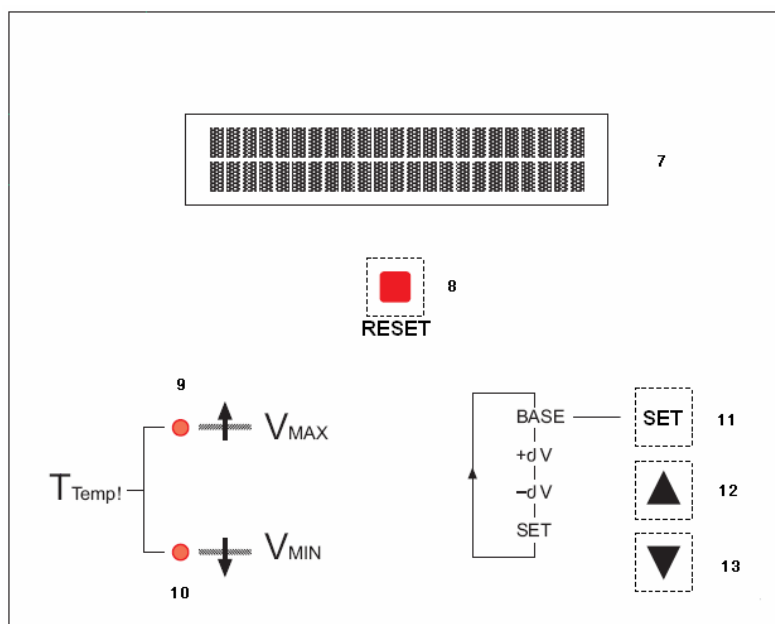 7
8
RESET
9
VMAX
TTemp!
VMIN
10
BASE
+dV
–dV
SET
SET
11
12
13